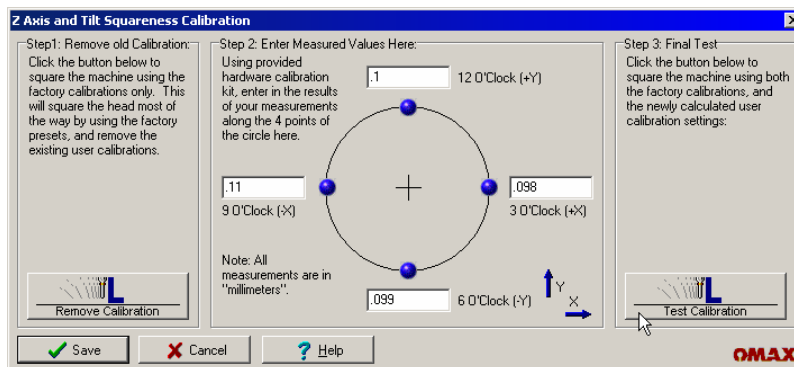 Z Axis and Tilt Squareness Calibration
Step1: Remove old Calibration:
Click the button below to
square the machine using the
factory calibrations only. This
will square the head most of
the way by using the factory
presets, and remove the
existing user calibrations.
Remove Calibration
Step 2: Enter Measured Values Here:
Using provided
hardware calibration
kit, enter in the results
of your measurements
along the 4 points of
the circle here.
.1
12 O'Clock (+Y)
.11
9 O'Clock (-X)
.098
3 O'Clock (+X)
Note: All
measurements are in
"millimeters".
.099
6 O'Clock (-Y)
Y
X
Step 3: Final Test
Click the button below to
square the machine using both
the factory calibrations, and
the newly calculated user
calibration settings:
Test Calibration
Save
Cancel
Help
OMAX